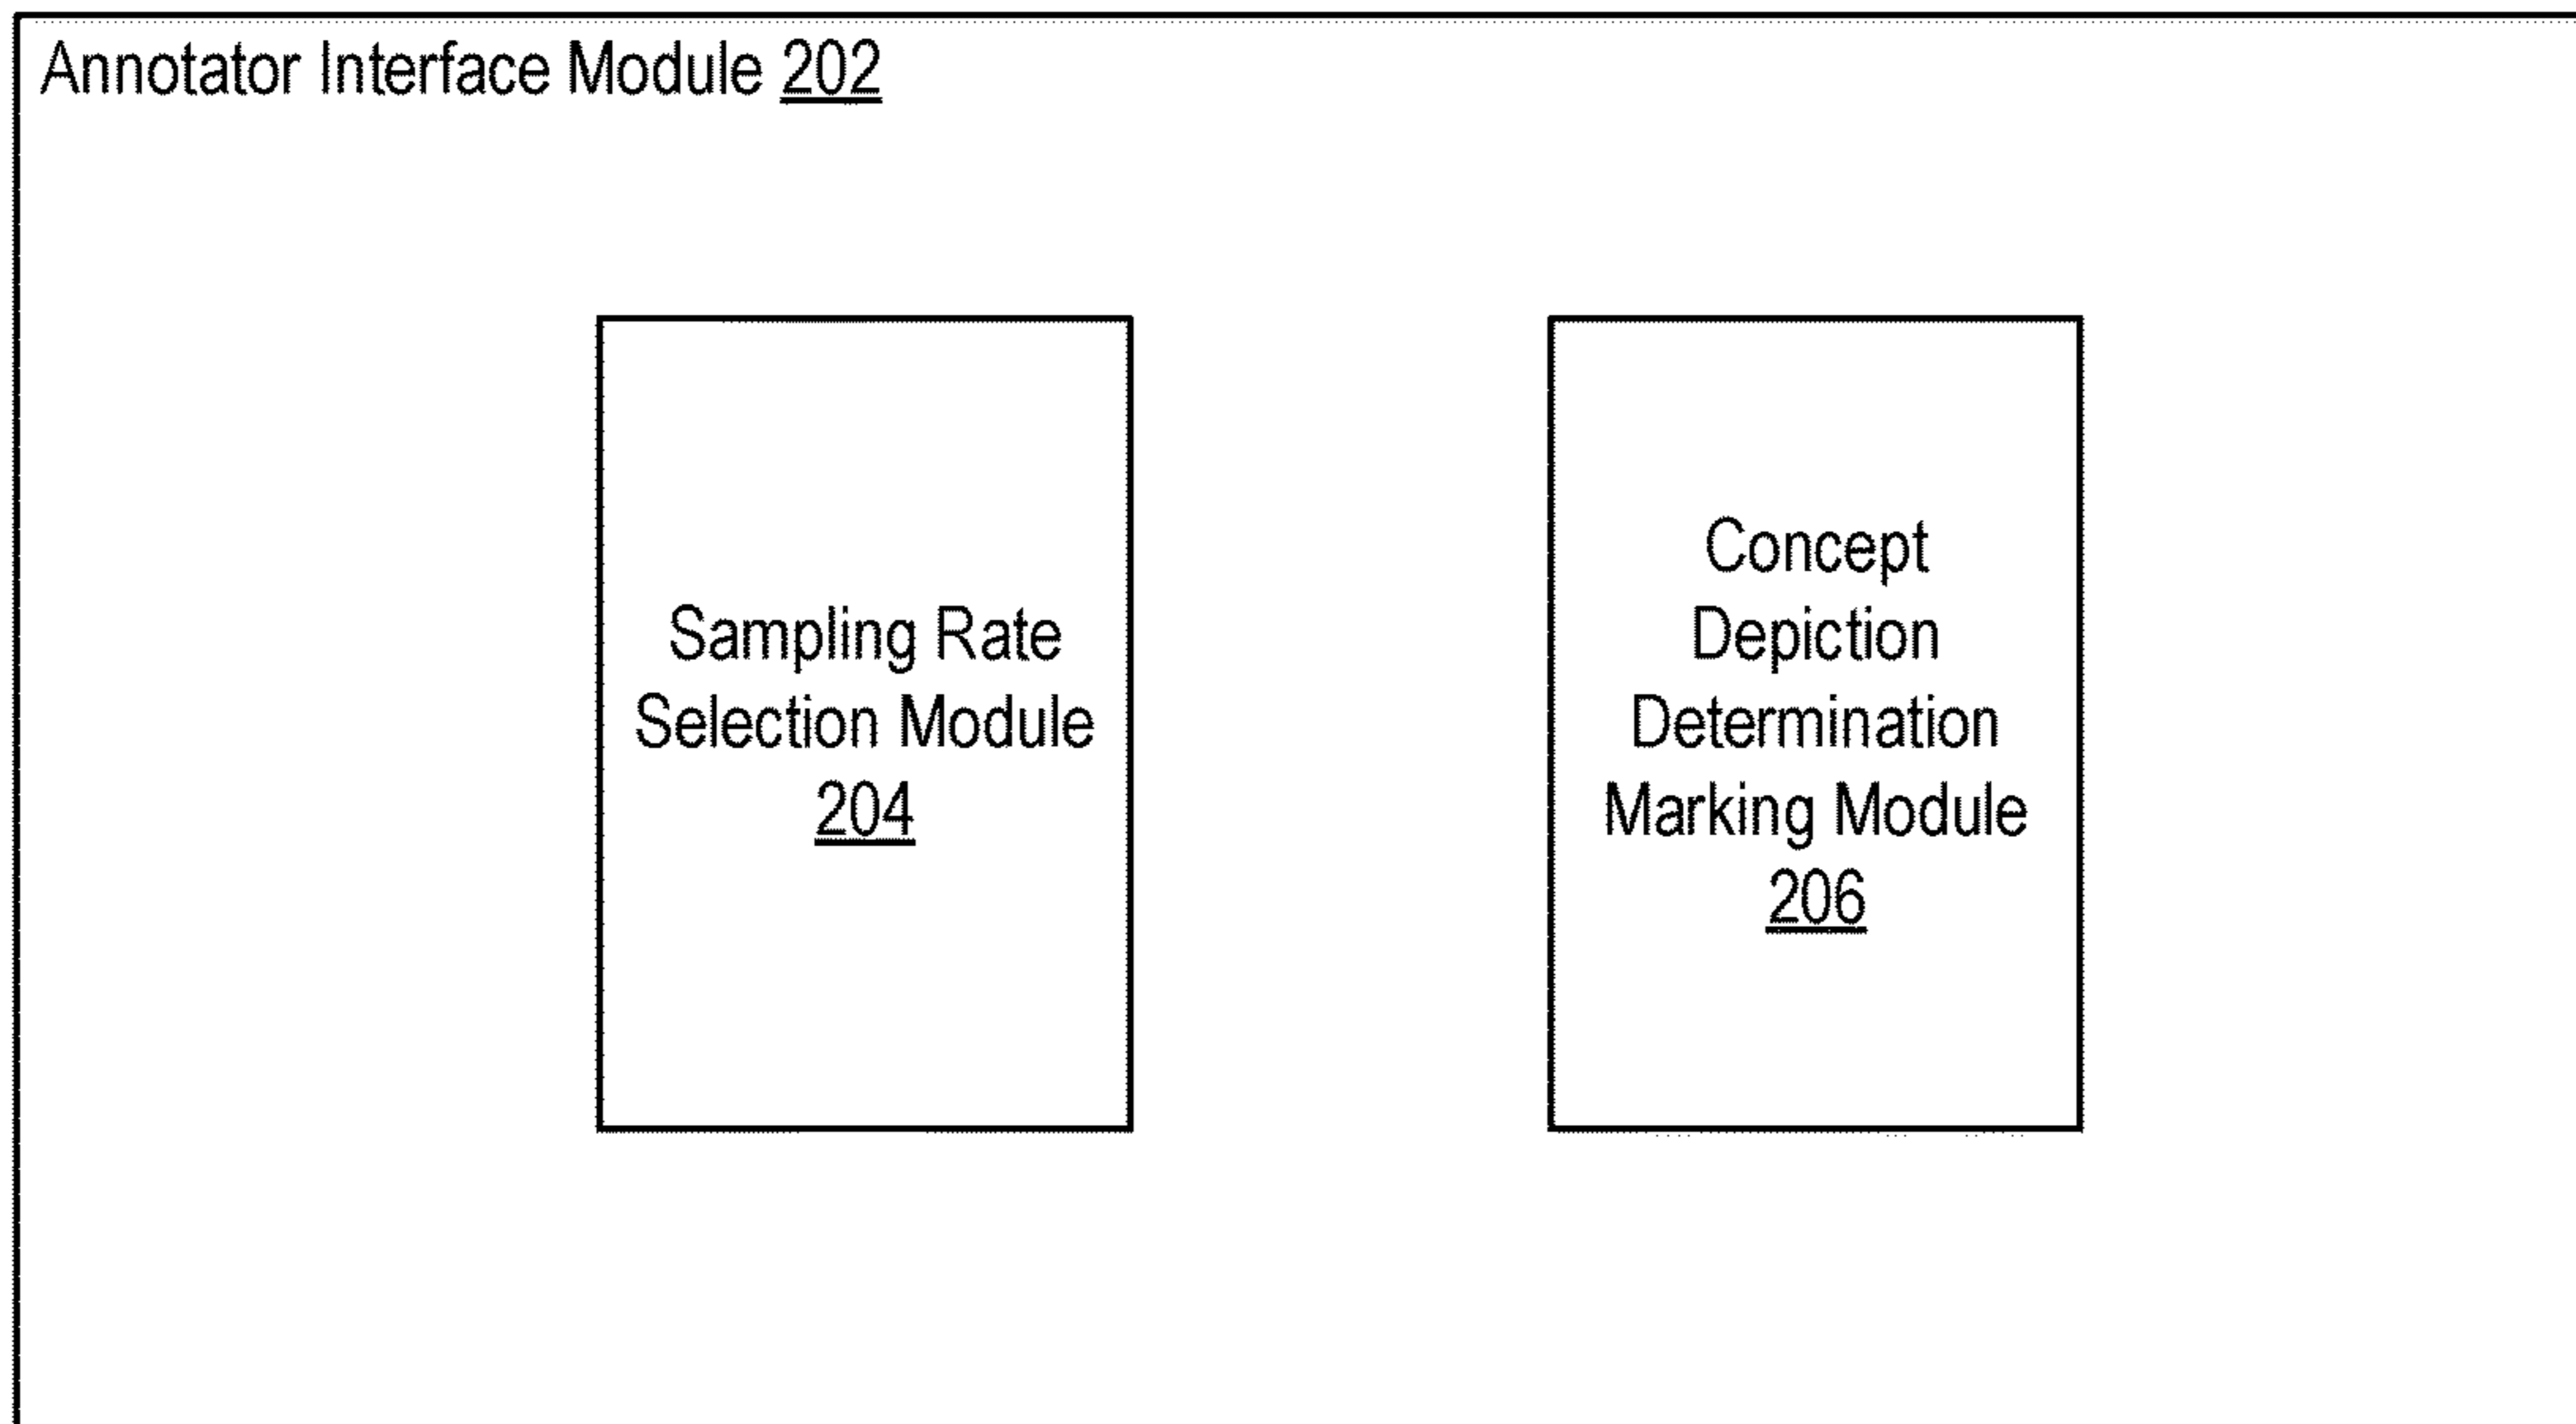 Annotator Interface Module 202
Sampling Rate
Selection Module
204
Concept
Depiction
Determination
Marking Module
206